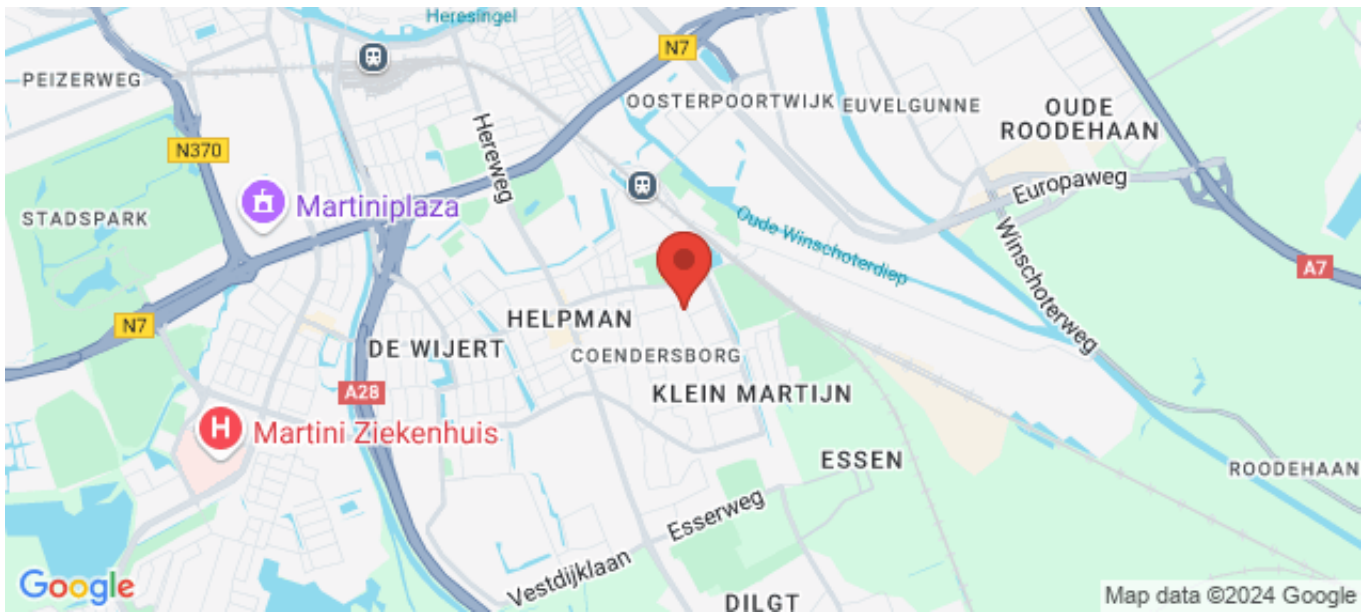 Heresingel
N7
PEIZERWEG
OOSTERPOORTWIJK
EUVELGUNNE
OUDE
ROODEHAAN
N370
Hereweg
Martiniplaza
Europaweg
STADSPARK
Oude Winschoterdiep
Winschoterweg
A7
N7
HELPMAN
DE WIJERT
COENDERSBORG
A28
KLEIN MARTIJN
H
Martini Ziekenhuis
ESSEN
ROODEHAAN
Esserweg
Vestdijklaan
Google
DILGT
Map data ©2024 Google